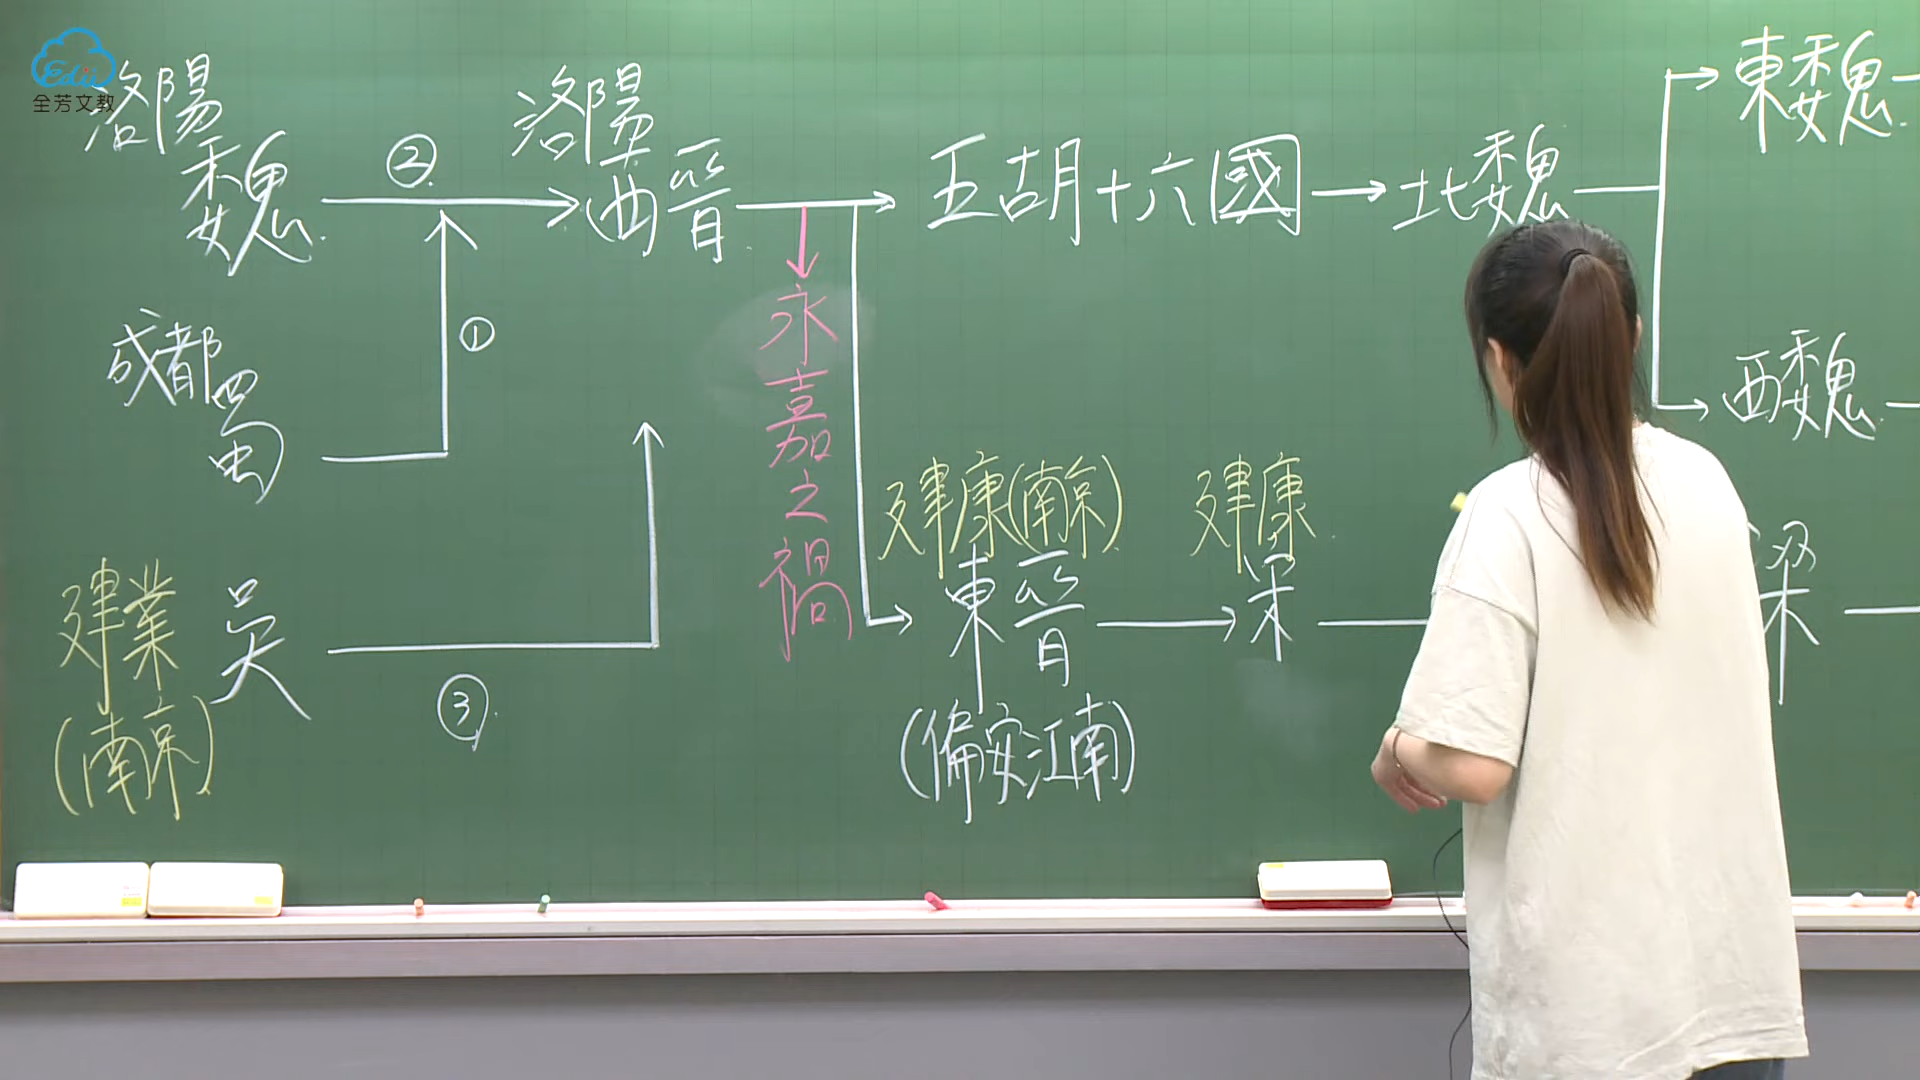 Edu
全芳文教
洛陽
魏
②
洛陽
西晉
五胡十六國
北魏
東魏
西魏
成都
蜀
①
永嘉之禍
建業
(南京)
吳
③
建康(南京)
東晉
(偏安江南)
建康
宋
梁